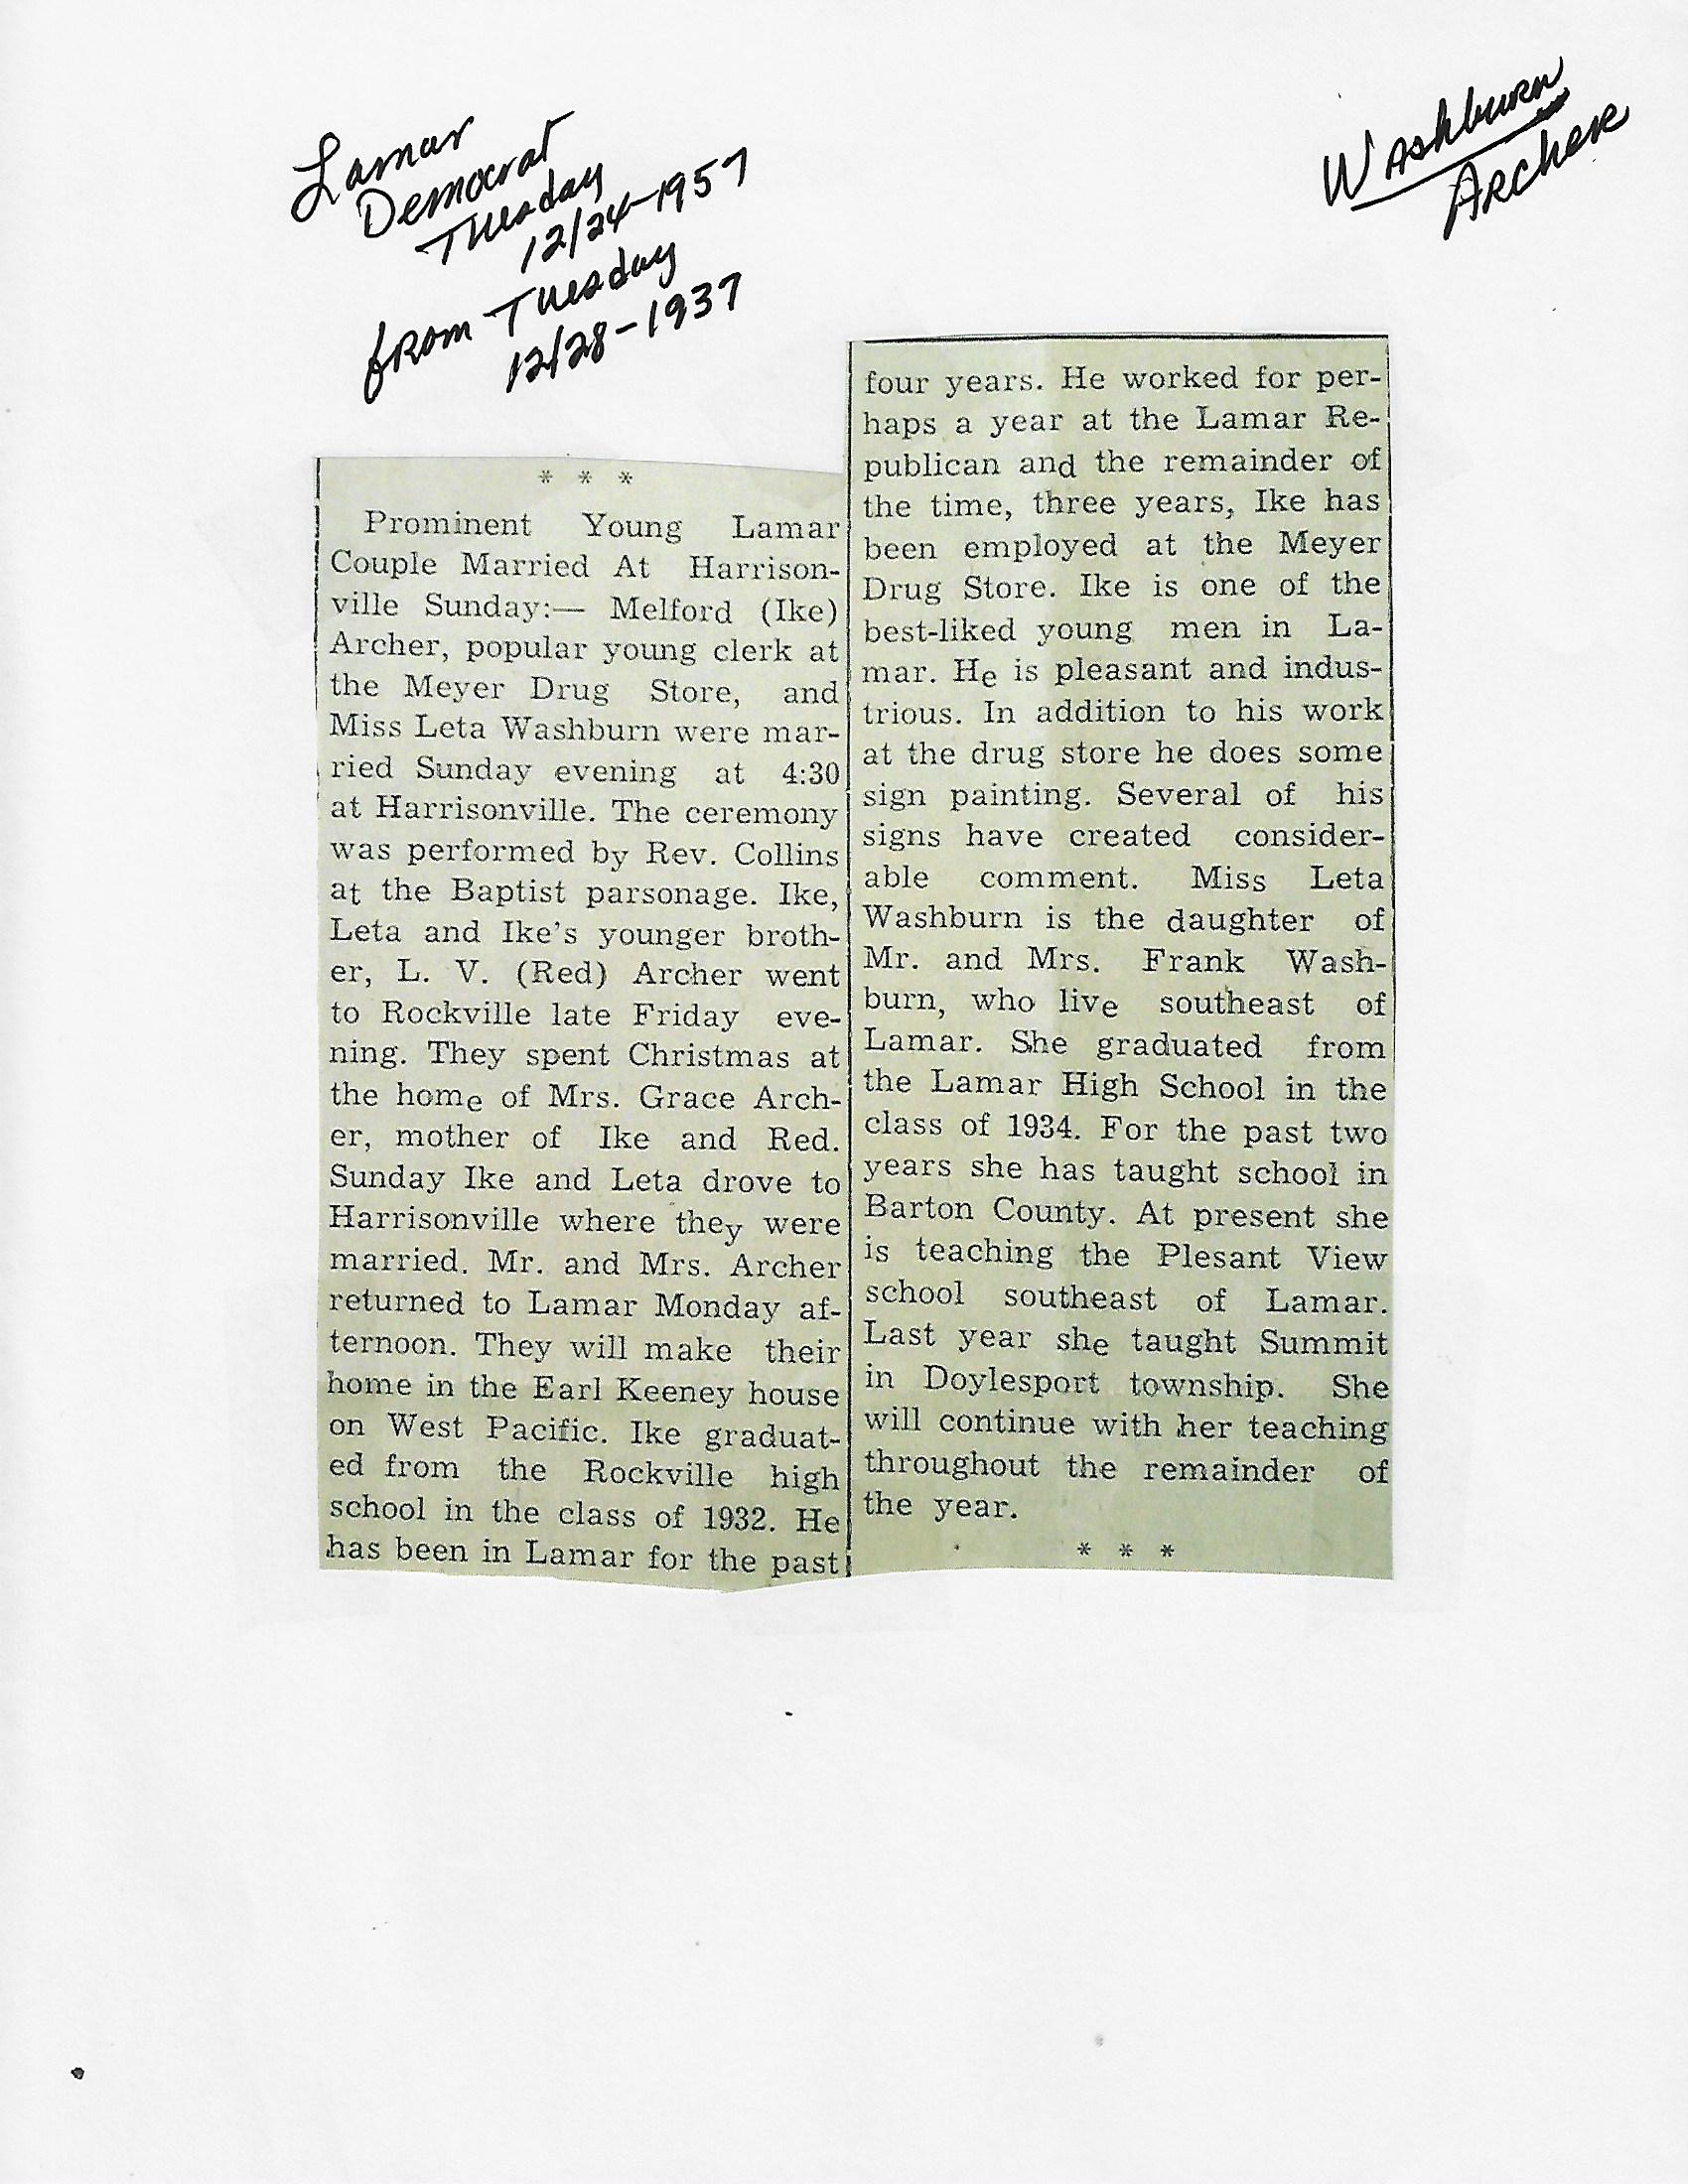 Lamar
Democrat
Tuesday
12/24-1957
from Tuesday
12/28-1937
Washburn
Archer
* * *
Prominent Young Lamar
Couple Married At Harrison-
ville Sunday:— Melford (Ike)
Archer, popular young clerk at
the Meyer Drug Store, and
Miss Leta Washburn were mar-
ried Sunday evening at 4:30
at Harrisonville. The ceremony
was performed by Rev. Collins
at the Baptist parsonage. Ike,
Leta and Ike's younger broth-
er, L. V. (Red) Archer went
to Rockville late Friday eve-
ning. They spent Christmas at
the home of Mrs. Grace Arch-
er, mother of Ike and Red.
Sunday Ike and Leta drove to
Harrisonville where they were
married. Mr. and Mrs. Archer
returned to Lamar Monday af-
ternoon. They will make their
home in the Earl Keeney house
on West Pacific. Ike graduat-
ed from the Rockville high
school in the class of 1932. He
has been in Lamar for the past
four years. He worked for per-
haps a year at the Lamar Re-
publican and the remainder of
the time, three years, Ike has
been employed at the Meyer
Drug Store. Ike is one of the
best-liked young men in La-
mar. He is pleasant and indus-
trious. In addition to his work
at the drug store he does some
sign painting. Several of his
signs have created consider-
able comment. Miss Leta
Washburn is the daughter of
Mr. and Mrs. Frank Wash-
burn, who live southeast of
Lamar. She graduated from
the Lamar High School in the
class of 1934. For the past two
years she has taught school in
Barton County. At present she
is teaching the Plesant View
school southeast of Lamar.
Last year she taught Summit
in Doylesport township. She
will continue with her teaching
throughout the remainder of
the year.
* * *